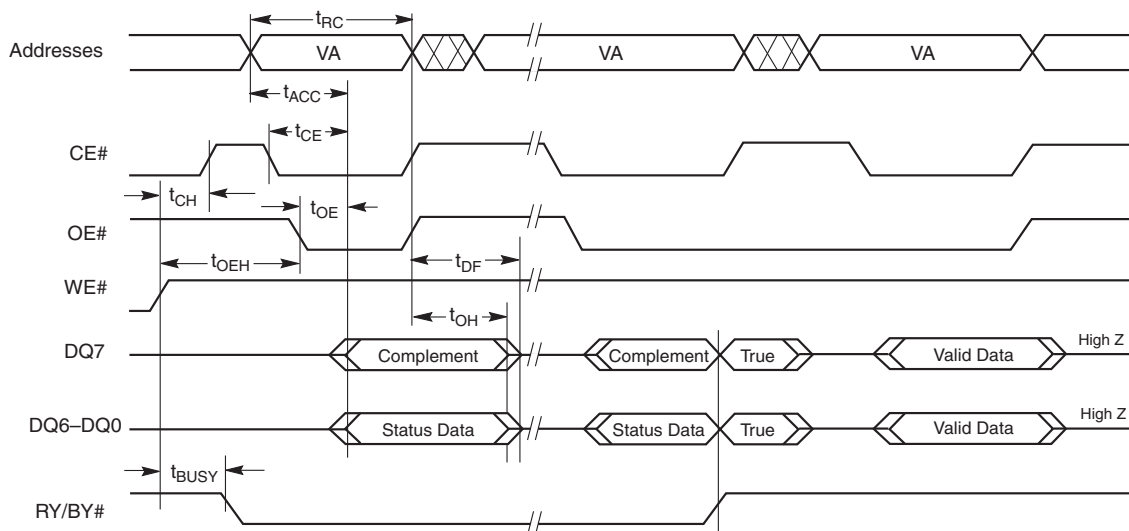 tRC
Addresses VA VA VA
tACC
tCE
CE#
tCH
tOE
OE#
tOEH tDF
WE#
tOH
DQ7 Complement Complement True Valid Data High Z
DQ6–DQ0 Status Data Status Data True Valid Data High Z
tBUSY
RY/BY#